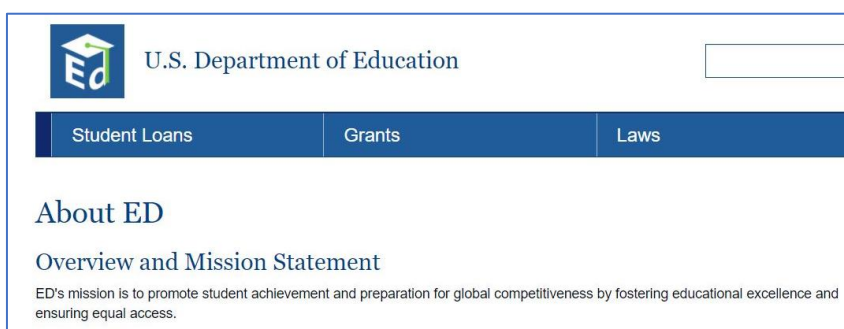 Ed
U.S. Department of Education
Student Loans Grants Laws
About ED
Overview and Mission Statement
ED's mission is to promote student achievement and preparation for global competitiveness by fostering educational excellence and
ensuring equal access.